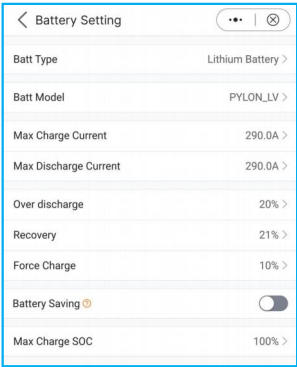 Battery Setting
Batt Type Lithium Battery
Batt Model PYLON_LV
Max Charge Current 290.0A
Max Discharge Current 290.0A
Over discharge 20%
Recovery 21%
Force Charge 10%
Battery Saving ?
Max Charge SOC 100%